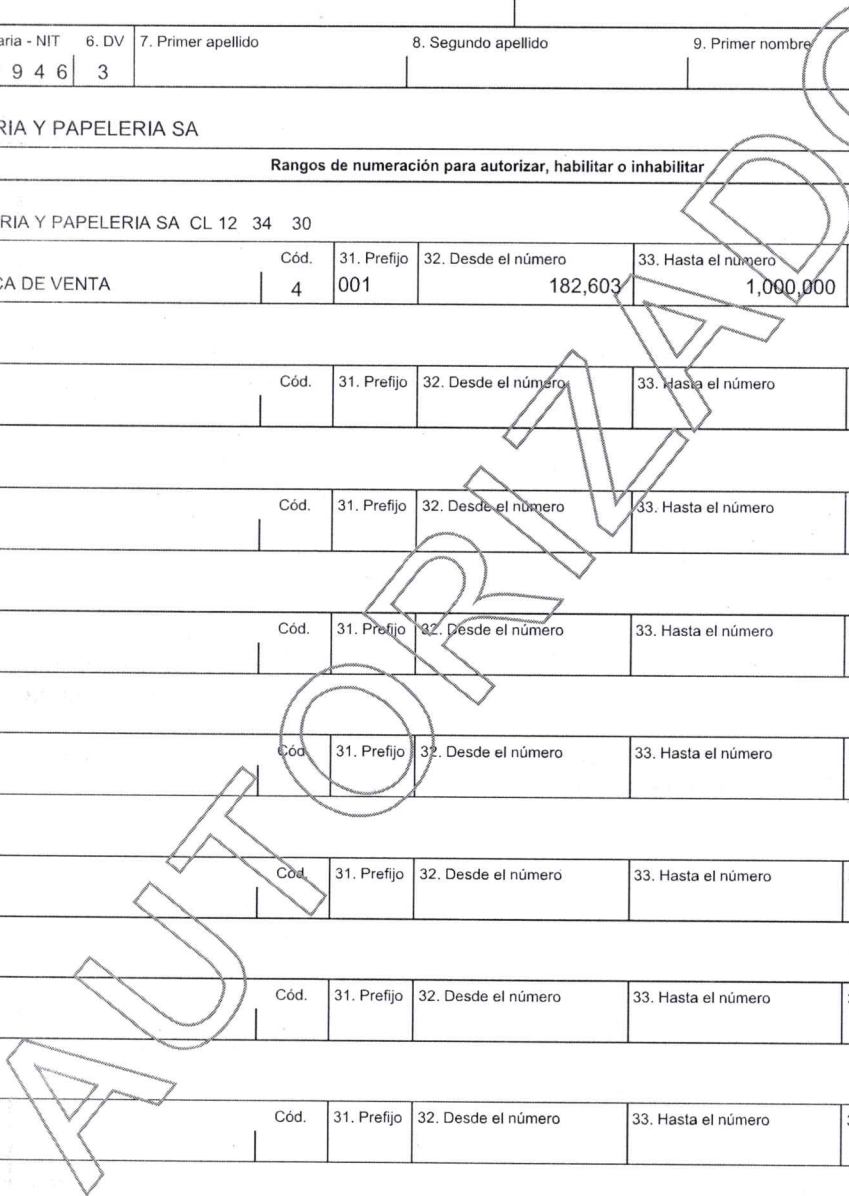 aria - NIT 6. DV 7. Primer apellido 8. Segundo apellido 9. Primer nombre
9 4 6 3
RIA Y PAPELERIA SA
Rangos de numeración para autorizar, habilitar o inhabilitar
RIA Y PAPELERIA SA CL 12 34 30
Cód. 31. Prefijo 32. Desde el número 33. Hasta el número
CA DE VENTA 4 001 182,603 1,000,000
Cód. 31. Prefijo 32. Desde el número 33. Hasta el número
Cód. 31. Prefijo 32. Desde el número 33. Hasta el número
Cód. 31. Prefijo 32. Desde el número 33. Hasta el número
Cód 31. Prefijo 32. Desde el número 33. Hasta el número
Cód. 31. Prefijo 32. Desde el número 33. Hasta el número
Cód. 31. Prefijo 32. Desde el número 33. Hasta el número
Cód. 31. Prefijo 32. Desde el número 33. Hasta el número
AUTORIZADO